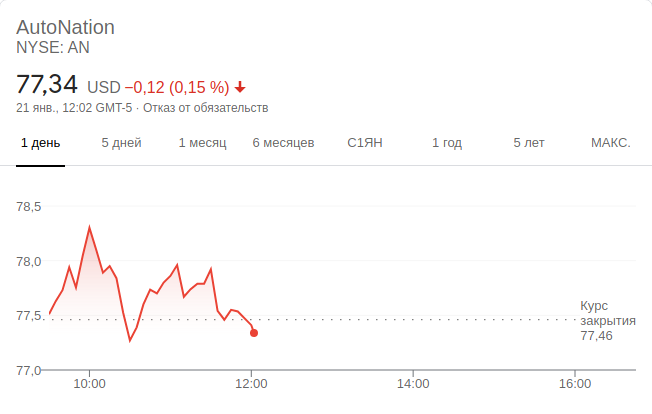 AutoNation
NYSE: AN
77,34 USD −0,12 (0,15 %)
21 янв., 12:02 GMT-5 · Отказ от обязательств
1 день 5 дней 1 месяц 6 месяцев С1ЯН 1 год 5 лет МАКС.
78,5
78,0
77,5
Курс
закрытия
77,46
77,0
10:00 12:00 14:00 16:00